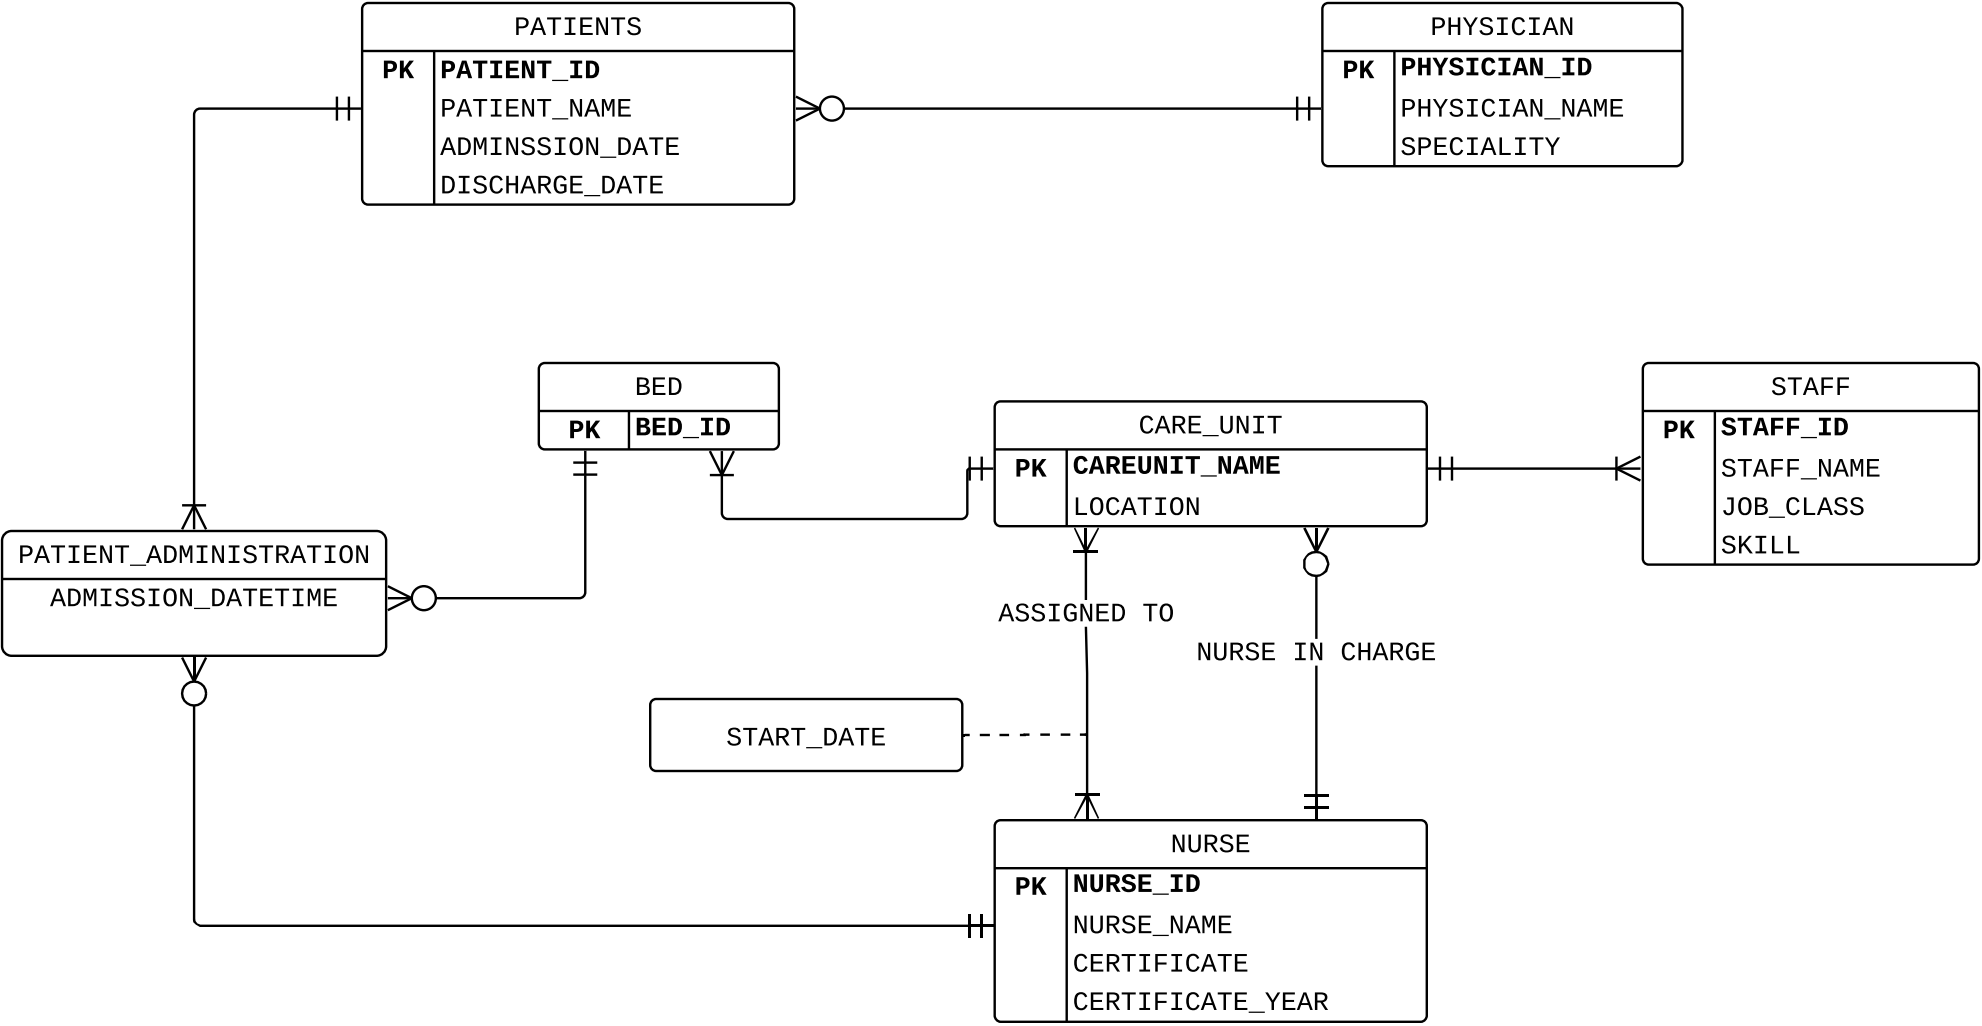 PATIENTS
PK PATIENT_ID
PATIENT_NAME
ADMINSSION_DATE
DISCHARGE_DATE
PHYSICIAN
PK PHYSICIAN_ID
PHYSICIAN_NAME
SPECIALITY
BED
PK BED_ID
CARE_UNIT
PK CAREUNIT_NAME
LOCATION
STAFF
PK STAFF_ID
STAFF_NAME
JOB_CLASS
SKILL
PATIENT_ADMINISTRATION
ADMISSION_DATETIME
ASSIGNED TO
NURSE IN CHARGE
START_DATE
NURSE
PK NURSE_ID
NURSE_NAME
CERTIFICATE
CERTIFICATE_YEAR